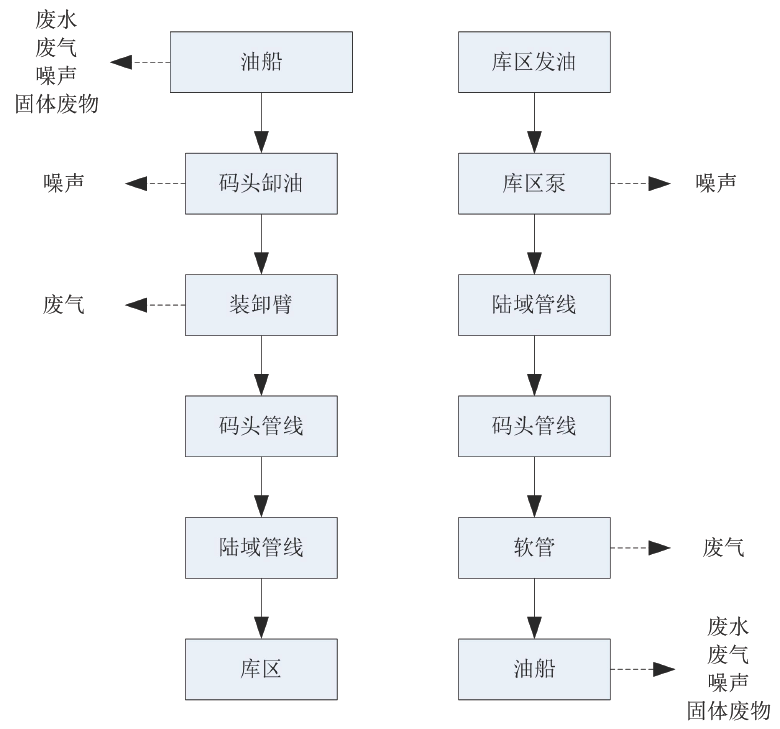 废水
废气
噪声
固体废物
油船
噪声
码头卸油
废气
装卸臂
码头管线
陆域管线
库区
库区发油
库区泵
噪声
陆域管线
码头管线
软管
废气
油船
废水
废气
噪声
固体废物